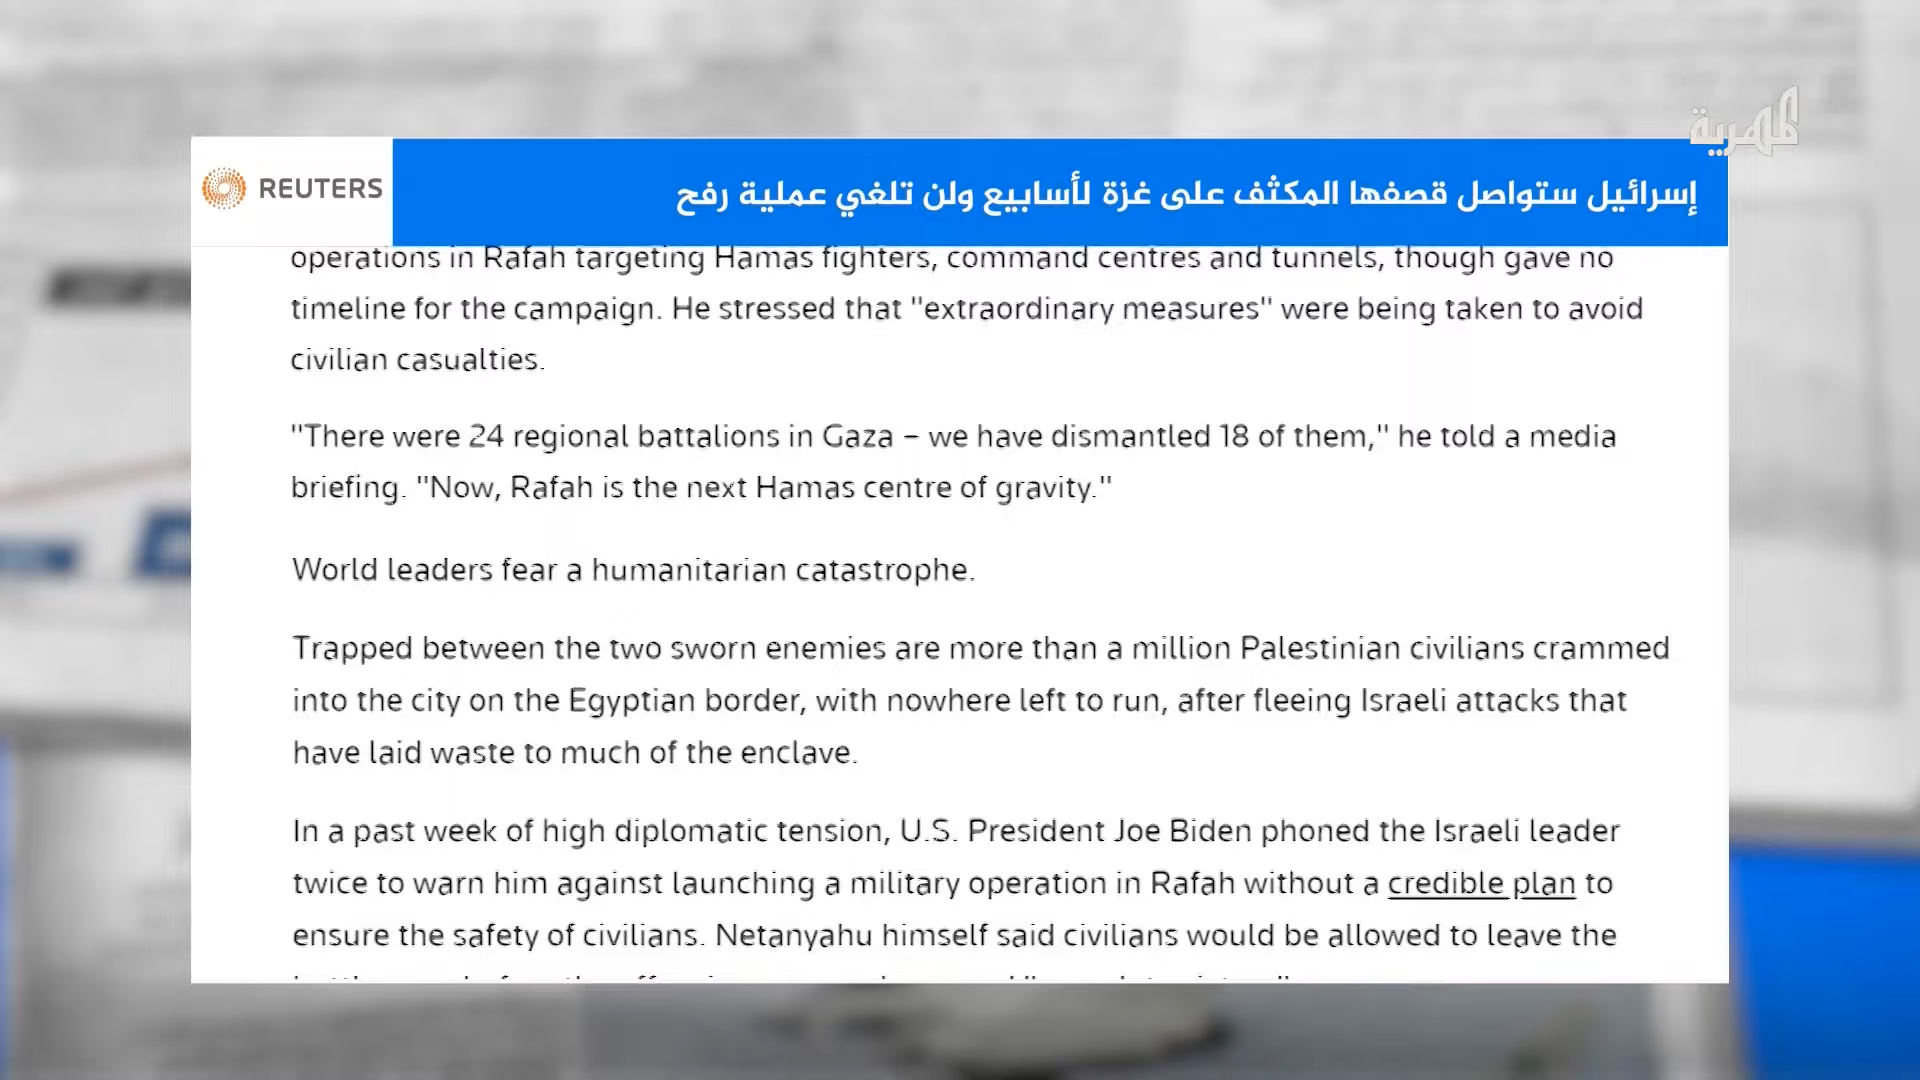 المهرية
REUTERS
إسرائيل ستواصل قصفها المكثف على غزة لأسابيع ولن تلغي عملية رفح
operations in Rafah targeting Hamas fighters, command centres and tunnels, though gave no
timeline for the campaign. He stressed that "extraordinary measures" were being taken to avoid
civilian casualties.
"There were 24 regional battalions in Gaza – we have dismantled 18 of them," he told a media
briefing. "Now, Rafah is the next Hamas centre of gravity."
World leaders fear a humanitarian catastrophe.
Trapped between the two sworn enemies are more than a million Palestinian civilians crammed
into the city on the Egyptian border, with nowhere left to run, after fleeing Israeli attacks that
have laid waste to much of the enclave.
In a past week of high diplomatic tension, U.S. President Joe Biden phoned the Israeli leader
twice to warn him against launching a military operation in Rafah without a credible plan to
ensure the safety of civilians. Netanyahu himself said civilians would be allowed to leave the